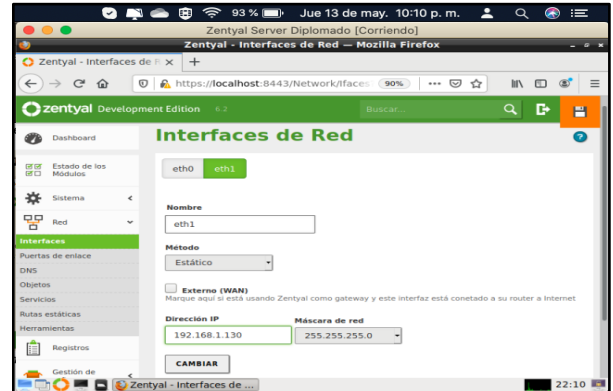 93 % Jue 13 de may. 10:10 p. m.
Zentyal Server Diplomado [Corriendo]
Zentyal - Interfaces de Red — Mozilla Firefox
Zentyal - Interfaces de R
https://localhost:8443/Network/Ifaces 90%
zentyal Development Edition 6.2 Buscar...
Dashboard
Estado de los Módulos
Sistema
Red
Interfaces
Puertas de enlace
DNS
Objetos
Servicios
Rutas estáticas
Herramientas
Registros
Gestión de
Interfaces de Red
eth0 eth1
Nombre
eth1
Método
Estático
Externo (WAN)
Marque aquí si está usando Zentyal como gateway y este interfaz está conetado a su router a Internet
Dirección IP Máscara de red
192.168.1.130 255.255.255.0
CAMBIAR
Zentyal - Interfaces de ... 22:10